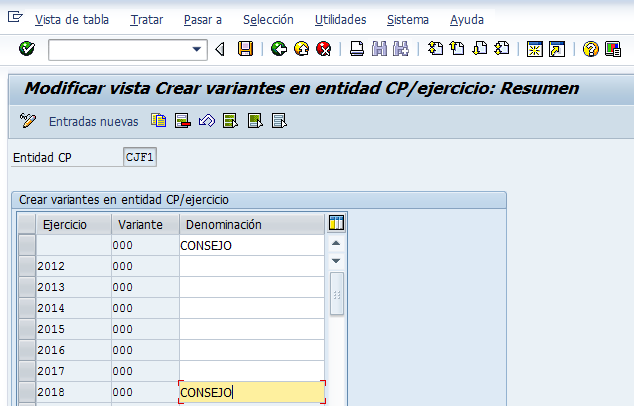 Vista de tabla Tratar Pasar a Selección Utilidades Sistema Ayuda
Modificar vista Crear variantes en entidad CP/ejercicio: Resumen
Entradas nuevas
Entidad CP CJF1
Crear variantes en entidad CP/ejercicio
Ejercicio Variante Denominación
000 CONSEJO
2012 000
2013 000
2014 000
2015 000
2016 000
2017 000
2018 000 CONSEJO